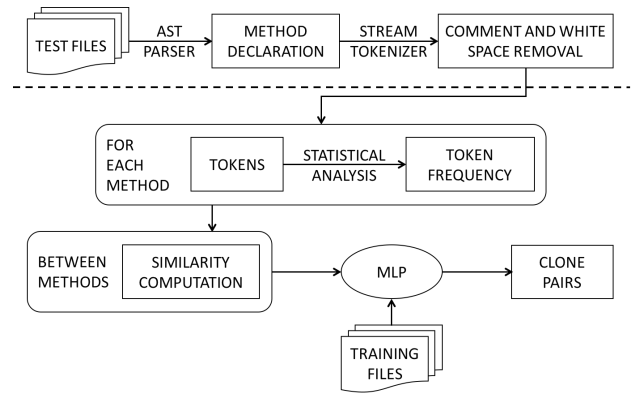 TEST FILES
AST
PARSER
METHOD
DECLARATION
STREAM
TOKENIZER
COMMENT AND WHITE
SPACE REMOVAL
FOR
EACH
METHOD
TOKENS
STATISTICAL
ANALYSIS
TOKEN
FREQUENCY
BETWEEN
METHODS
SIMILARITY
COMPUTATION
MLP
CLONE
PAIRS
TRAINING
FILES